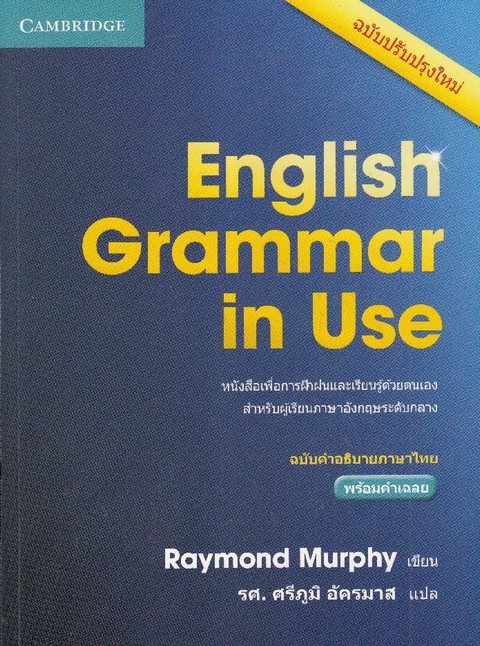 CAMBRIDGE
ฉบับปรับปรุงใหม่
English
Grammar
in Use
หนังสือเพื่อการฝึกฝนและเรียนรู้ด้วยตนเอง
สำหรับผู้เรียนภาษาอังกฤษระดับกลาง
ฉบับคำอธิบายภาษาไทย
พร้อมคำเฉลย
Raymond Murphy เขียน
รศ. ศรีภูมิ อัครมาส แปล